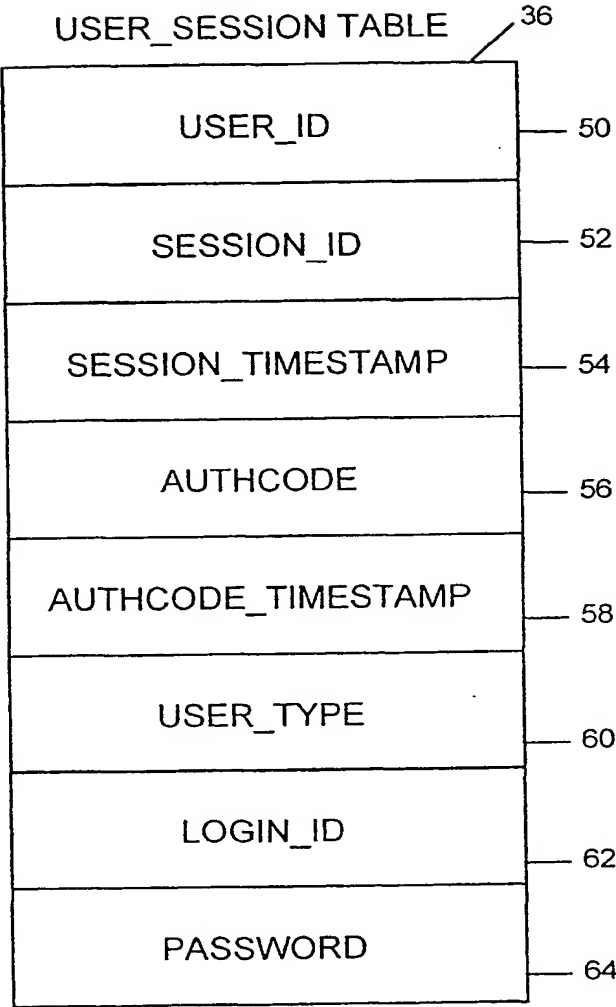 USER_SESSION TABLE 36
USER_ID 50
SESSION_ID 52
SESSION_TIMESTAMP 54
AUTHCODE 56
AUTHCODE_TIMESTAMP 58
USER_TYPE 60
LOGIN_ID 62
PASSWORD 64